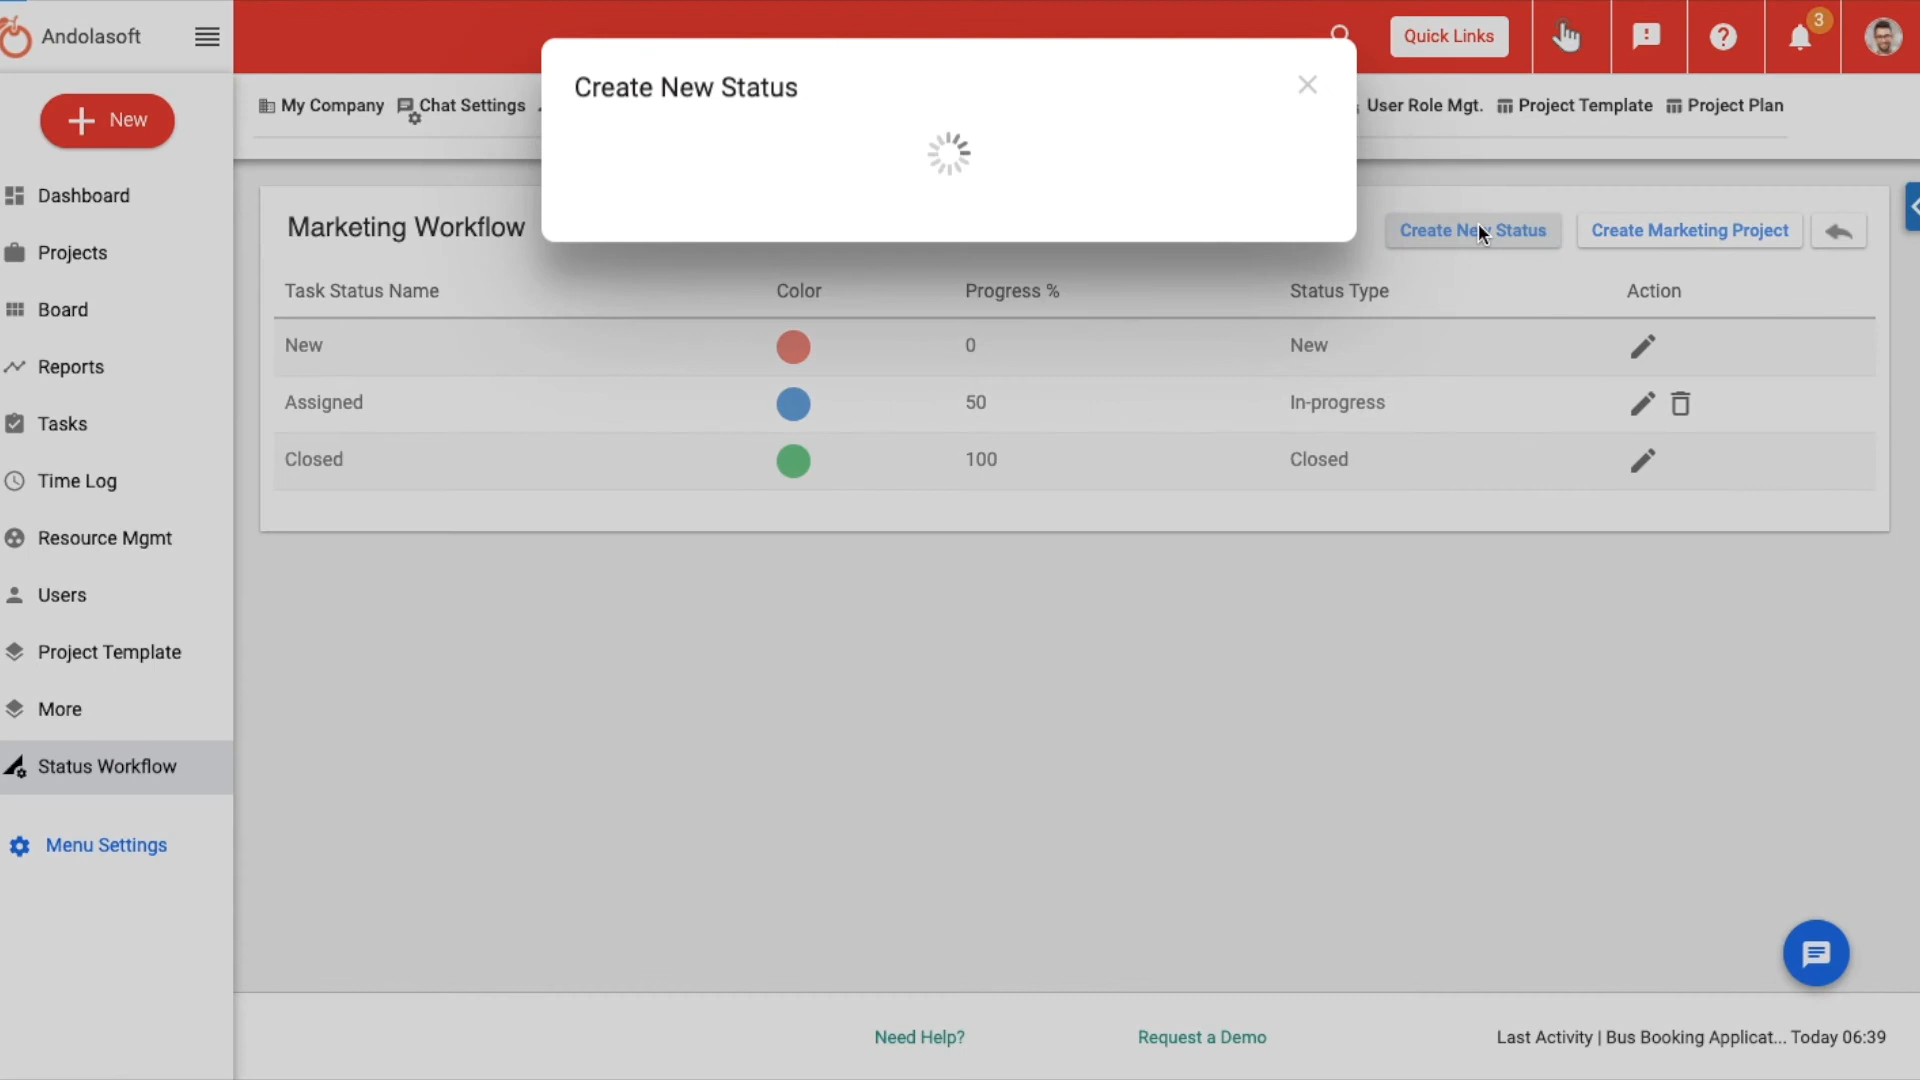 Andolasoft
Quick Links
3
Create New Status
New
My Company
Chat Settings
User Role Mgt.
Project Template
Project Plan
Dashboard
Projects
Board
Reports
Tasks
Time Log
Resource Mgmt
Users
Project Template
More
Status Workflow
Menu Settings
Marketing Workflow
Create New Status
Create Marketing Project
Task Status Name Color Progress % Status Type Action
New 0 New
Assigned 50 In-progress
Closed 100 Closed
Need Help?
Request a Demo
Last Activity | Bus Booking Applicat... Today 06:39